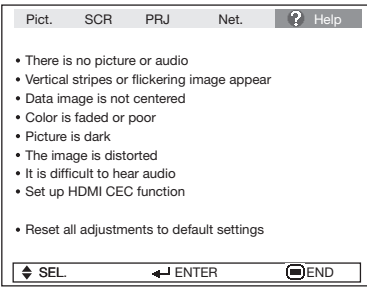 Pict. SCR PRJ Net. ? Help
• There is no picture or audio
• Vertical stripes or flickering image appear
• Data image is not centered
• Color is faded or poor
• Picture is dark
• The image is distorted
• It is difficult to hear audio
• Set up HDMI CEC function
• Reset all adjustments to default settings
SEL. ENTER END